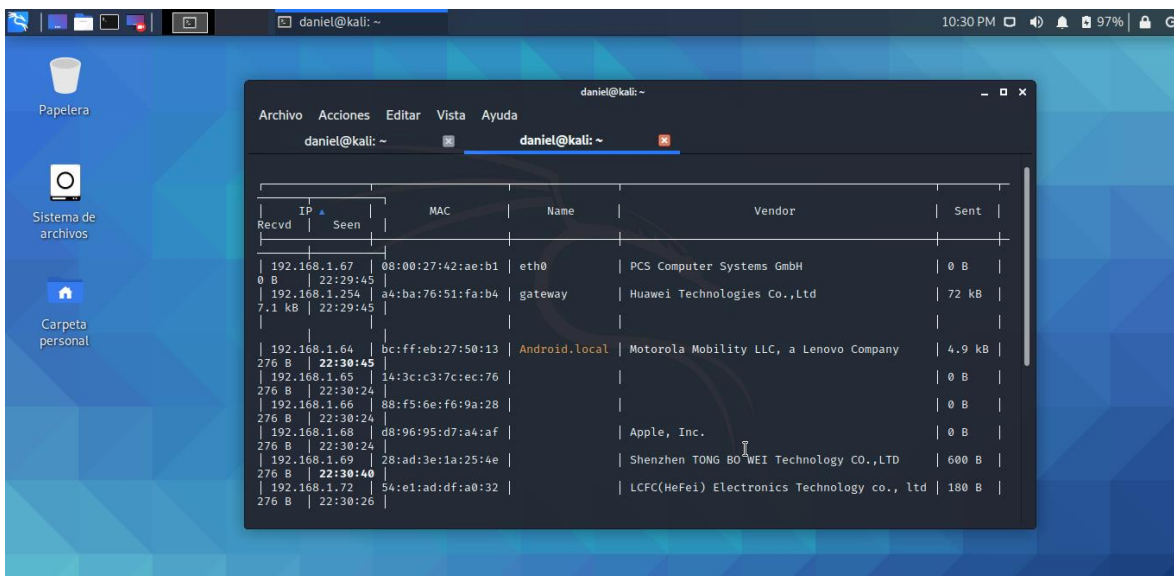 daniel@kali: ~
10:30 PM
97%
Papelera
Sistema de
archivos
Carpeta
personal
daniel@kali: ~
Archivo Acciones Editar Vista Ayuda
daniel@kali: ~
daniel@kali: ~
| IP ▲ | MAC | Name | Vendor | Sent |
Recvd | Seen |
| 192.168.1.67 | 08:00:27:42:ae:b1 | eth0 | PCS Computer Systems GmbH | 0 B |
0 B | 22:29:45 |
| 192.168.1.254 | a4:ba:76:51:fa:b4 | gateway | Huawei Technologies Co.,Ltd | 72 kB |
7.1 kB | 22:29:45 |
| 192.168.1.64 | bc:ff:eb:27:50:13 | Android.local | Motorola Mobility LLC, a Lenovo Company | 4.9 kB |
276 B | 22:30:45 |
| 192.168.1.65 | 14:3c:c3:7c:ec:76 | | | 0 B |
276 B | 22:30:24 |
| 192.168.1.66 | 88:f5:6e:f6:9a:28 | | | 0 B |
276 B | 22:30:24 |
| 192.168.1.68 | d8:96:95:d7:a4:af | | Apple, Inc. | 0 B |
276 B | 22:30:24 |
| 192.168.1.69 | 28:ad:3e:1a:25:4e | | Shenzhen TONG BO WEI Technology CO.,LTD | 600 B |
276 B | 22:30:40 |
| 192.168.1.72 | 54:e1:ad:df:a0:32 | | LCFC(HeFei) Electronics Technology co., ltd | 180 B |
276 B | 22:30:26 |